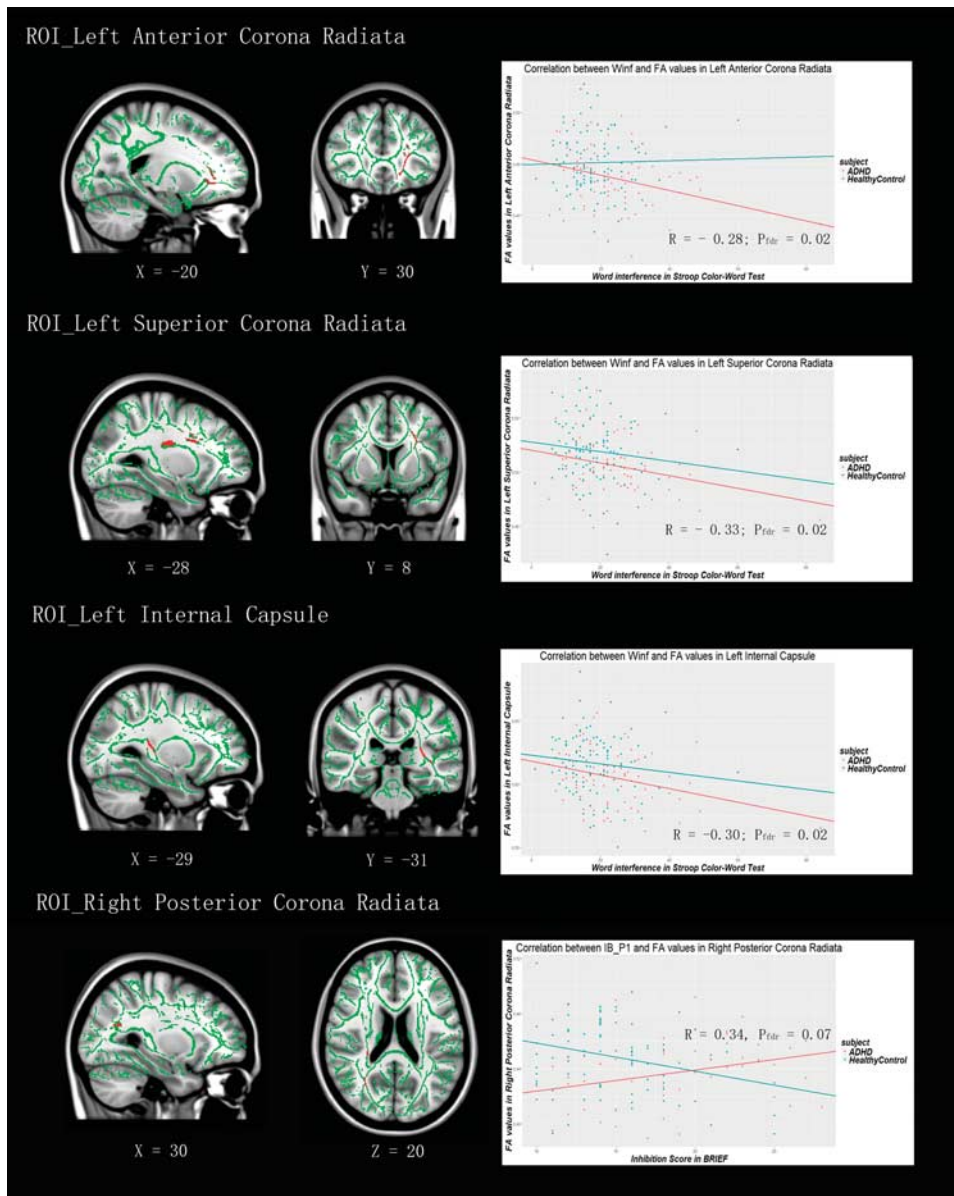 ROI_Left Anterior Corona Radiata
Correlation between Winf and FA values in Left Anterior Corona Radiata
FA values in Left Anterior Corona Radiata
subject
ADHD
HealthyControl
R = - 0.28; Pfdr = 0.02
Word interference in Stroop Color-Word Test
X = -20
Y = 30
ROI_Left Superior Corona Radiata
Correlation between Winf and FA values in Left Superior Corona Radiata
FA values in Left Superior Corona Radiata
subject
ADHD
HealthyControl
R = - 0.33; Pfdr = 0.02
Word interference in Stroop Color-Word Test
X = -28
Y = 8
ROI_Left Internal Capsule
Correlation between Winf and FA values in Left Internal Capsule
FA values in Left Internal Capsule
subject
ADHD
HealthyControl
R = -0.30; Pfdr = 0.02
Word interference in Stroop Color-Word Test
X = -29
Y = -31
ROI_Right Posterior Corona Radiata
Correlation between IB_P1 and FA values in Right Posterior Corona Radiata
FA values in Right Posterior Corona Radiata
R = 0.34, Pfdr = 0.07
subject
ADHD
HealthyControl
Inhibition Score in BRIEF
X = 30
Z = 20